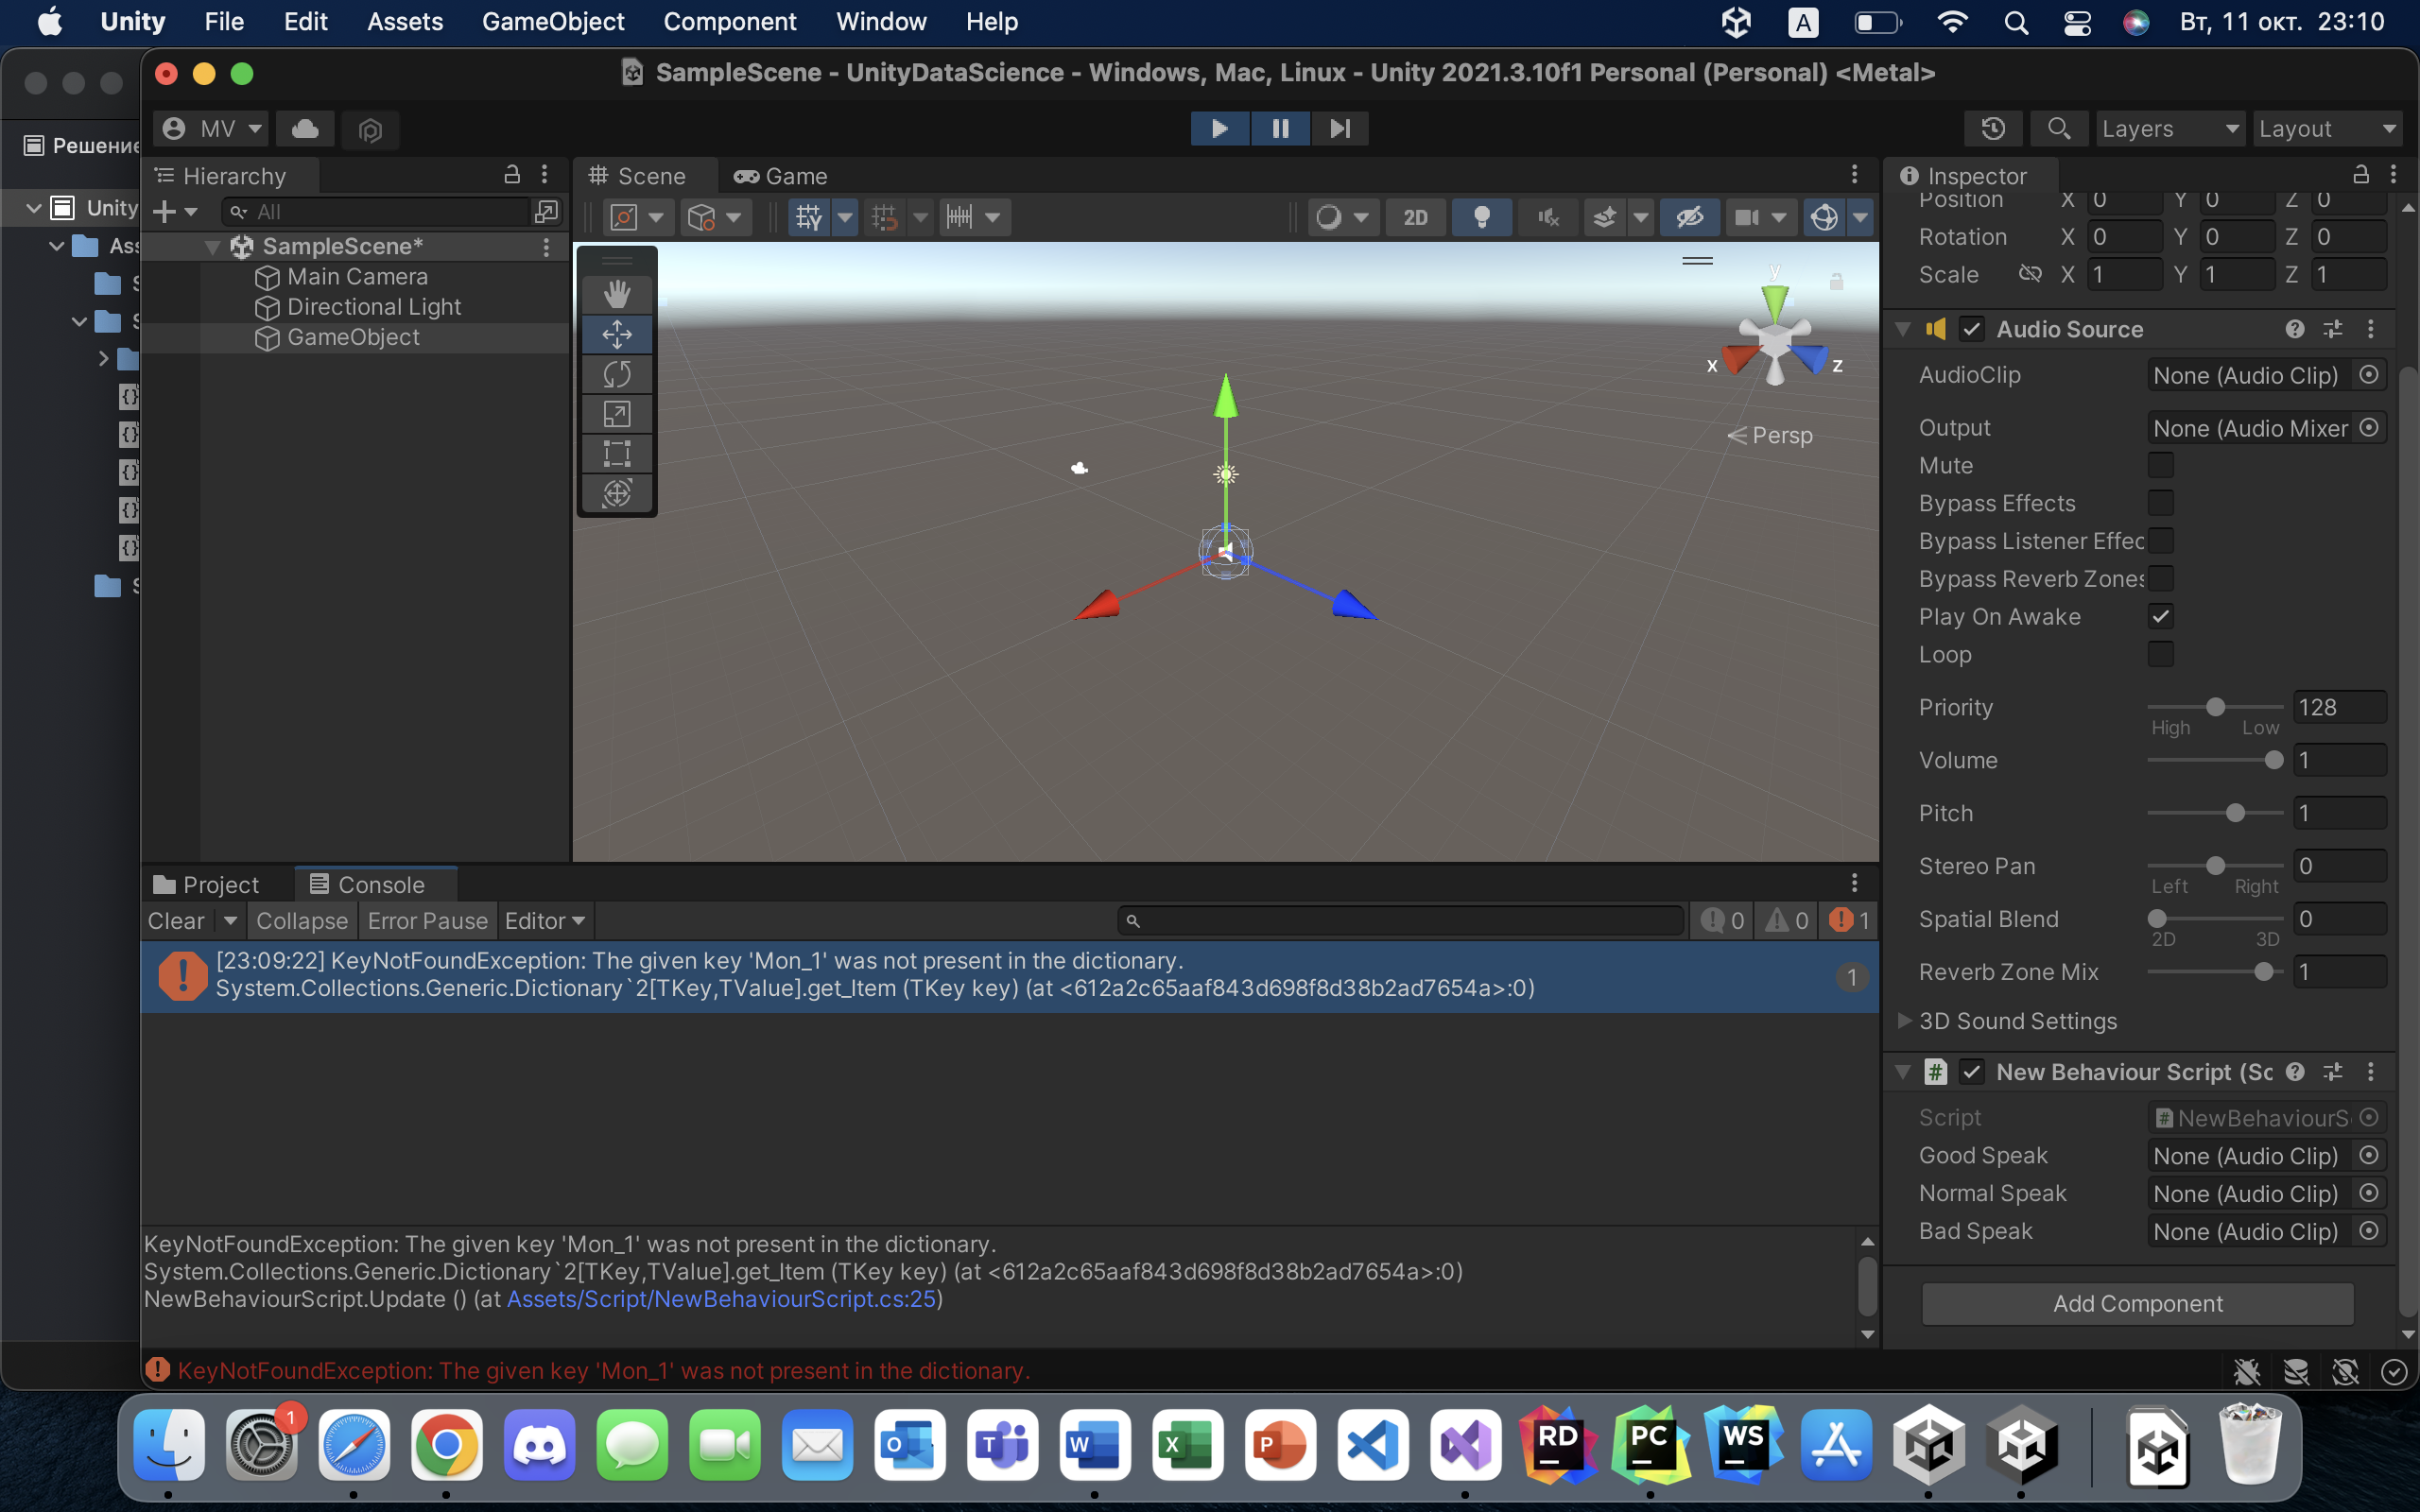 Unity File Edit Assets GameObject Component Window Help A Вт, 11 окт. 23:10
SampleScene - UnityDataScience - Windows, Mac, Linux - Unity 2021.3.10f1 Personal (Personal) <Metal>
MV Layers Layout
Решение
Unity
Ass
Hierarchy
All
SampleScene*
Main Camera
Directional Light
GameObject
Scene Game
2D
y
x
z
Persp
Inspector
Position X 0 Y 0 Z 0
Rotation X 0 Y 0 Z 0
Scale X 1 Y 1 Z 1
Audio Source
AudioClip None (Audio Clip)
Output None (Audio Mixer
Mute
Bypass Effects
Bypass Listener Effec
Bypass Reverb Zones
Play On Awake
Loop
Priority 128
High Low
Volume 1
Pitch 1
Stereo Pan 0
Left Right
Spatial Blend 0
2D 3D
Reverb Zone Mix 1
3D Sound Settings
# New Behaviour Script (Sc
Script # NewBehaviourS
Good Speak None (Audio Clip)
Normal Speak None (Audio Clip)
Bad Speak None (Audio Clip)
Add Component
Project Console
Clear Collapse Error Pause Editor 0 0 1
[23:09:22] KeyNotFoundException: The given key 'Mon_1' was not present in the dictionary.
System.Collections.Generic.Dictionary`2[TKey,TValue].get_Item (TKey key) (at <612a2c65aaf843d698f8d38b2ad7654a>:0)
1
KeyNotFoundException: The given key 'Mon_1' was not present in the dictionary.
System.Collections.Generic.Dictionary`2[TKey,TValue].get_Item (TKey key) (at <612a2c65aaf843d698f8d38b2ad7654a>:0)
NewBehaviourScript.Update () (at Assets/Script/NewBehaviourScript.cs:25)
KeyNotFoundException: The given key 'Mon_1' was not present in the dictionary.
1 O T W X P RD PC WS